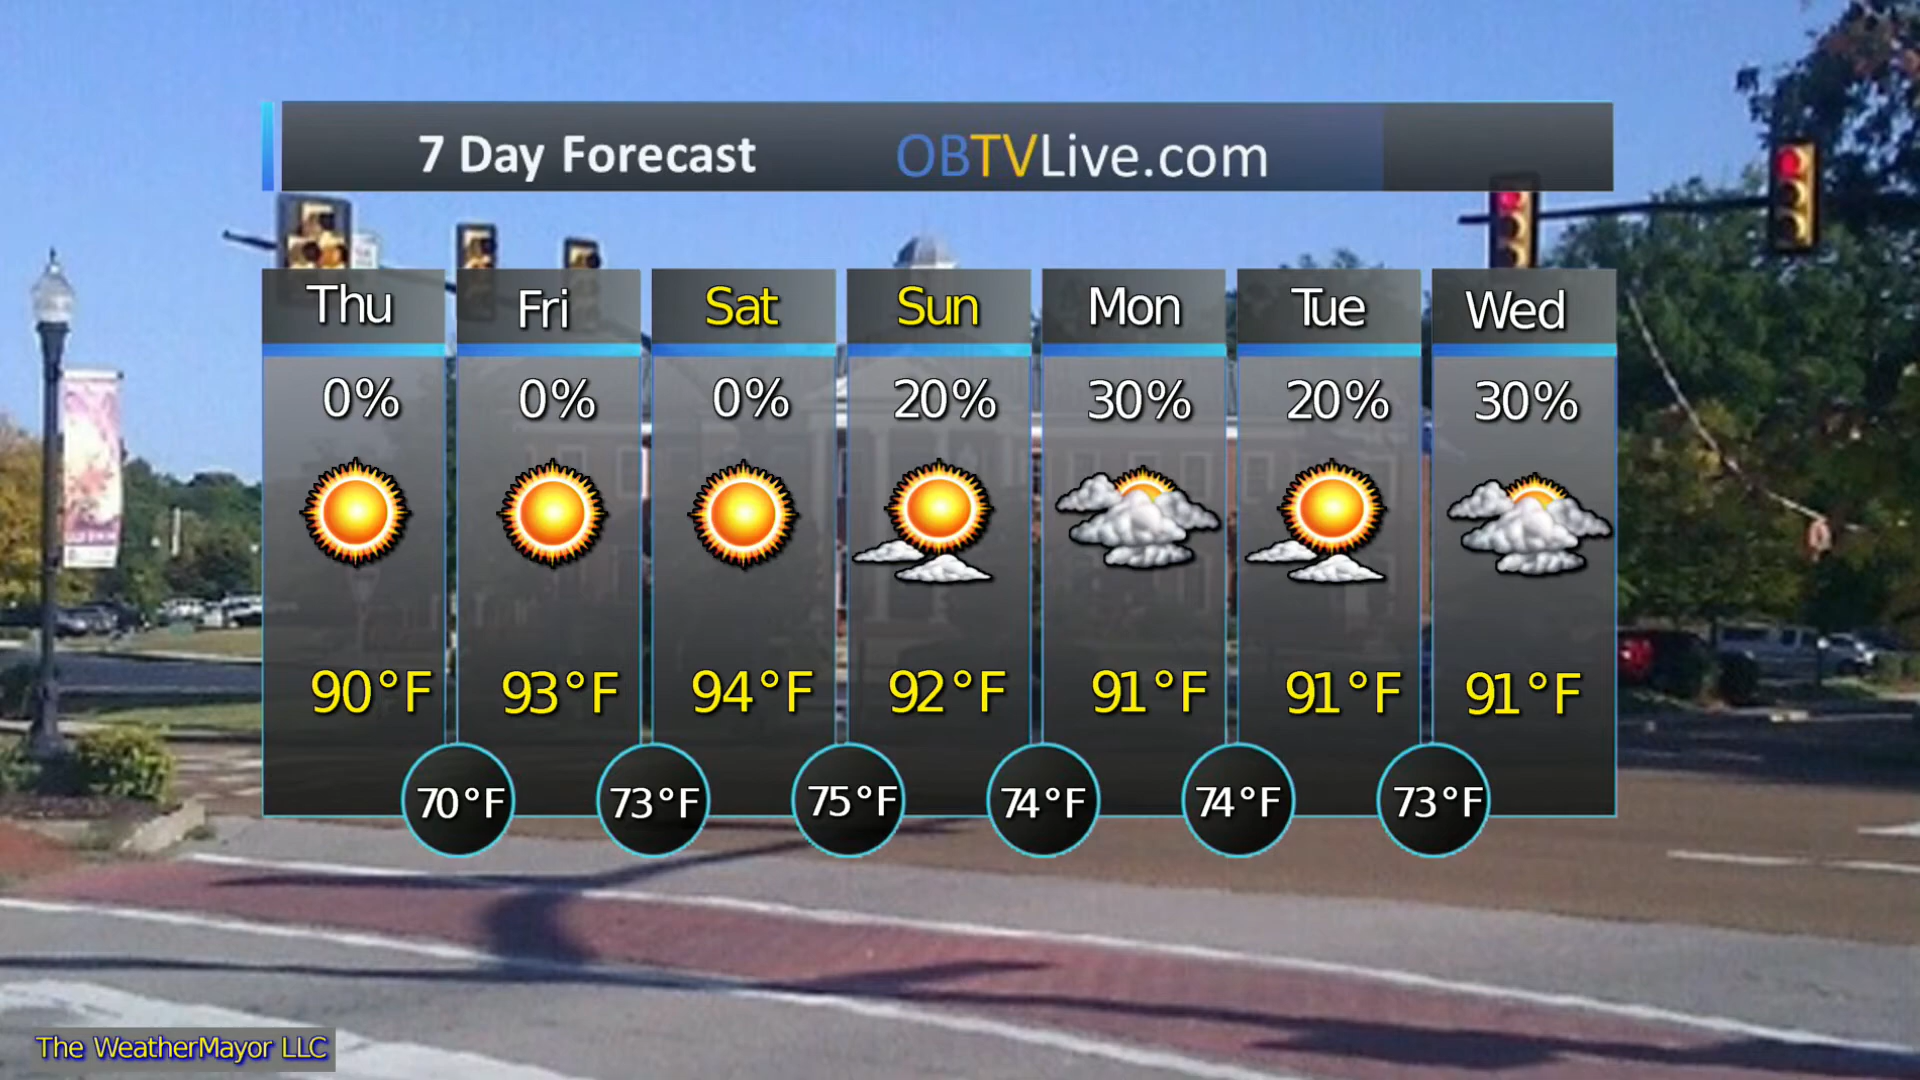 7 Day Forecast OBTVLive.com
Thu Fri Sat Sun Mon Tue Wed
0% 0% 0% 20% 30% 20% 30%
90°F 93°F 94°F 92°F 91°F 91°F 91°F
70°F 73°F 75°F 74°F 74°F 73°F
The WeatherMayor LLC